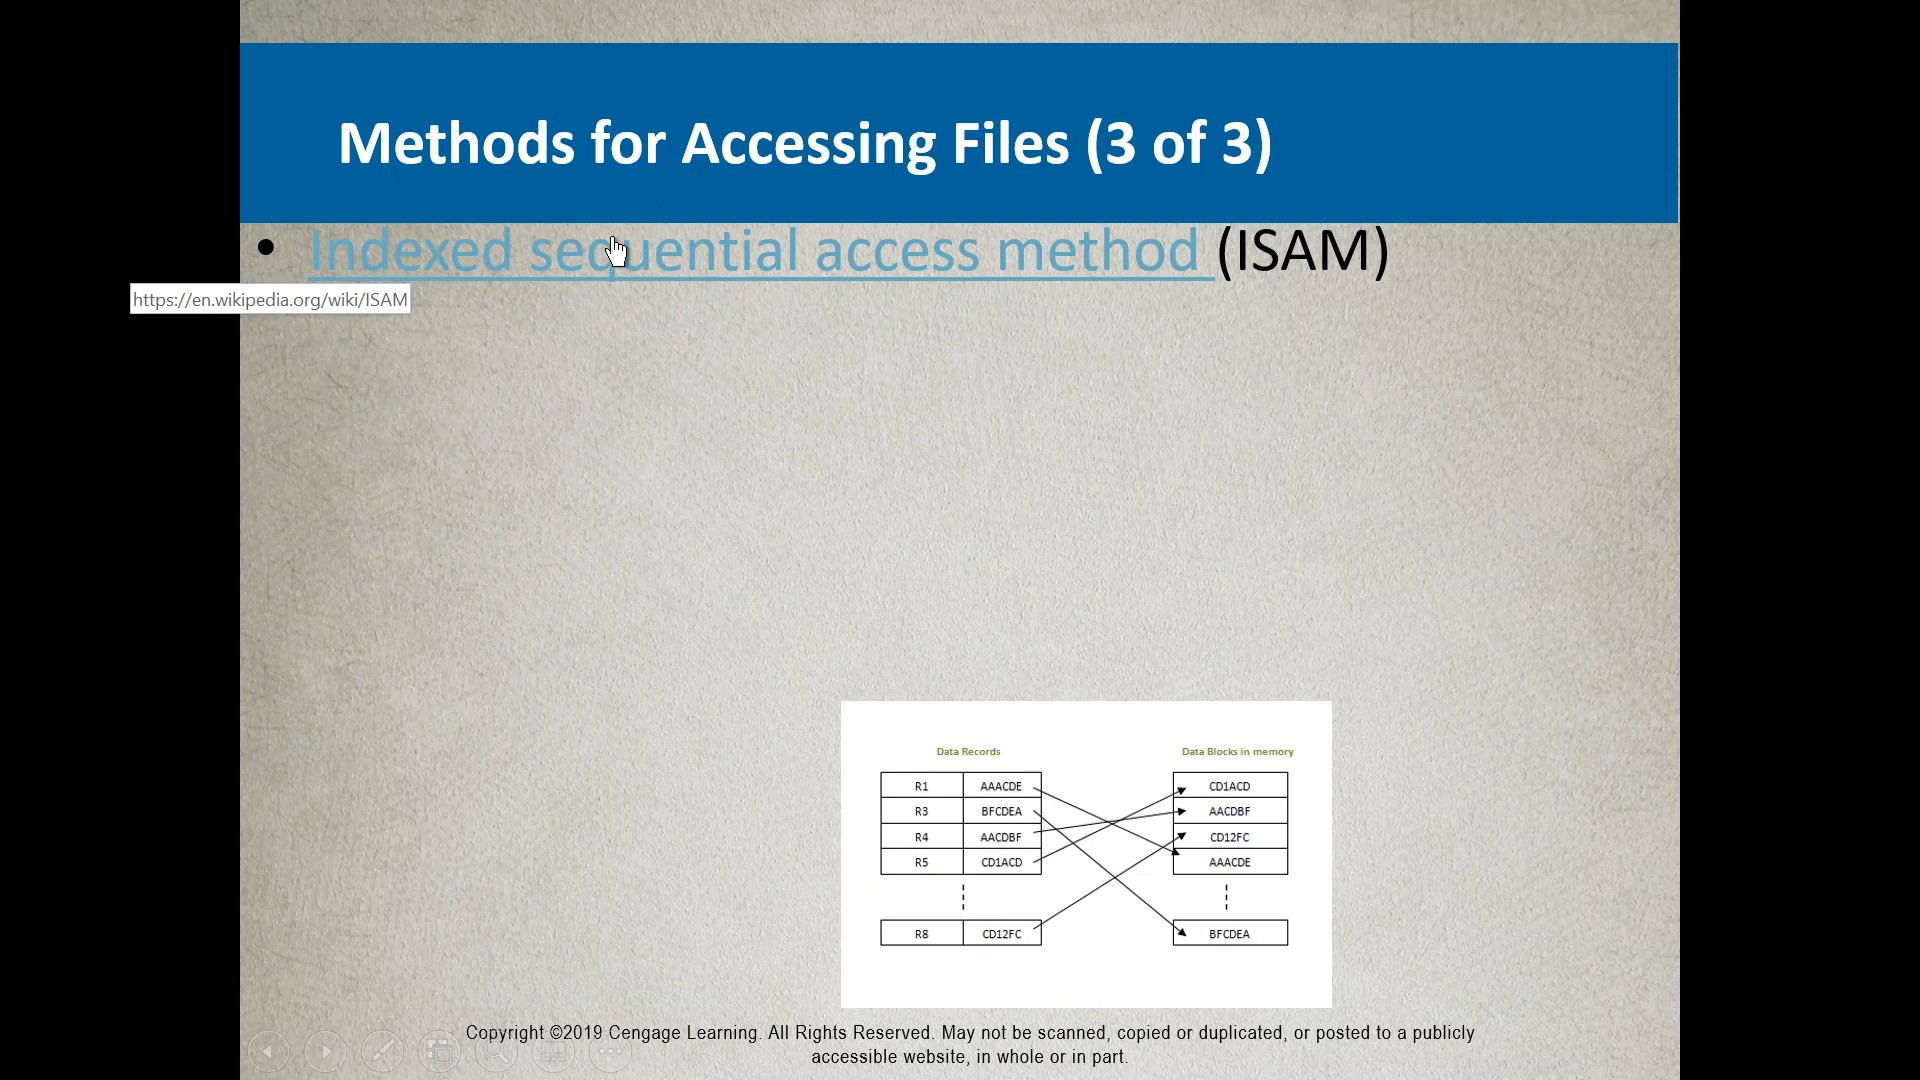 Methods for Accessing Files (3 of 3)
• Indexed sequential access method (ISAM)
https://en.wikipedia.org/wiki/ISAM
Data Records Data Blocks in memory
R1 AAACDE CD1ACD
R3 BFCDEA AACDBF
R4 AACDBF CD12FC
R5 CD1ACD AAACDE
R8 CD12FC BFCDEA
Copyright ©2019 Cengage Learning. All Rights Reserved. May not be scanned, copied or duplicated, or posted to a publicly
accessible website, in whole or in part.